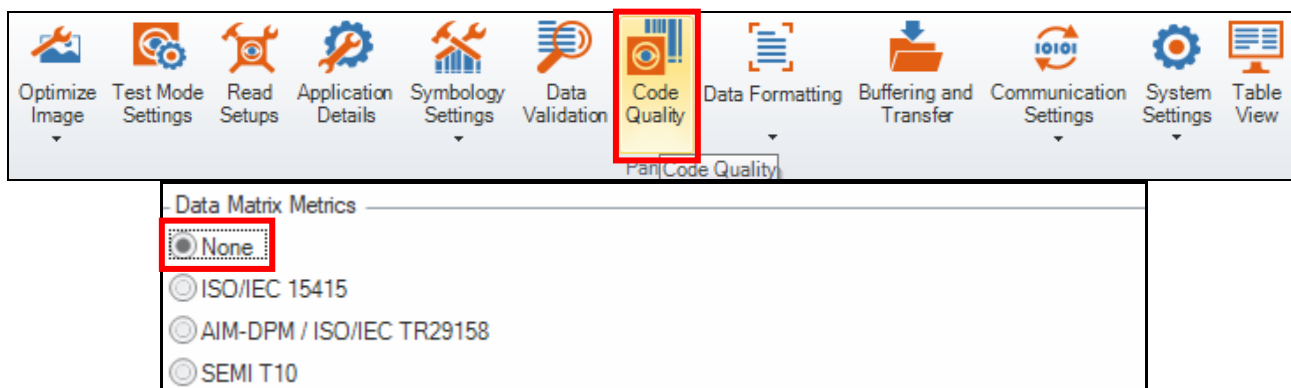 Optimize Image
Test Mode Settings
Read Setups
Application Details
Symbology Settings
Data Validation
Code Quality
Data Formatting
Buffering and Transfer
10101
Communication Settings
System Settings
Table View
Code Quality
Data Matrix Metrics
None
ISO/IEC 15415
AIM-DPM / ISO/IEC TR29158
SEMI T10